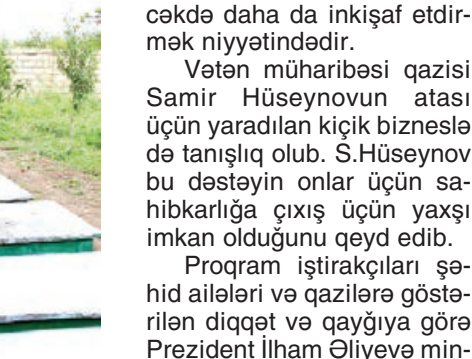 cəkdə daha da inkişaf etdir-
mək niyyətindədir.
Vətən müharibəsi qazisi
Samir Hüseynovun atası
üçün yaradılan kiçik bizneslə
də tanışlıq olub. S.Hüseynov
bu dəstəyin onlar üçün sa-
hibkarlığa çıxış üçün yaxşı
imkan olduğunu qeyd edib.
Proqram iştirakçıları şə-
hid ailələri və qazilərə göstə-
rilən diqqət və qayğıya görə
Prezident İlham Əliyevə min-